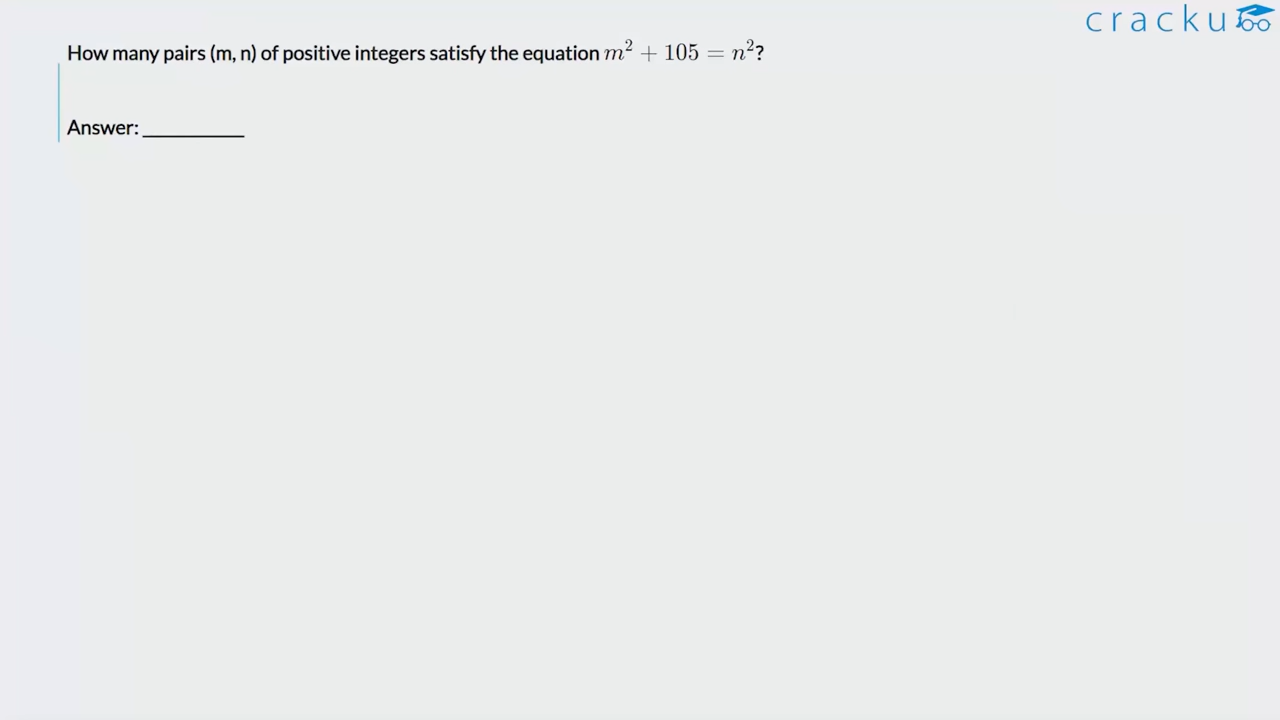 cracku
How many pairs (m, n) of positive integers satisfy the equation m² + 105 = n²?
Answer: __________